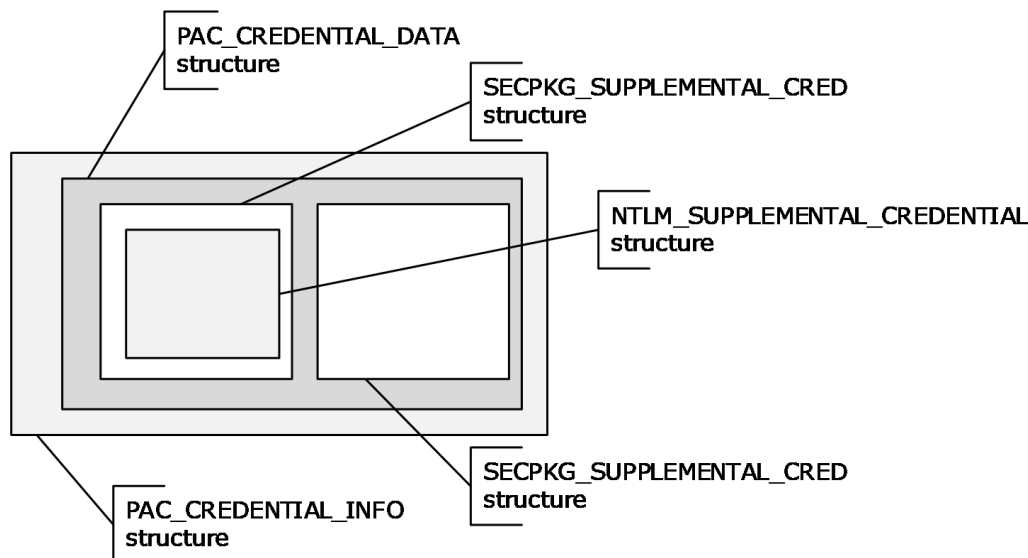 PAC_CREDENTIAL_DATA
structure
SECPKG_SUPPLEMENTAL_CRED
structure
NTLM_SUPPLEMENTAL_CREDENTIAL
structure
SECPKG_SUPPLEMENTAL_CRED
structure
PAC_CREDENTIAL_INFO
structure